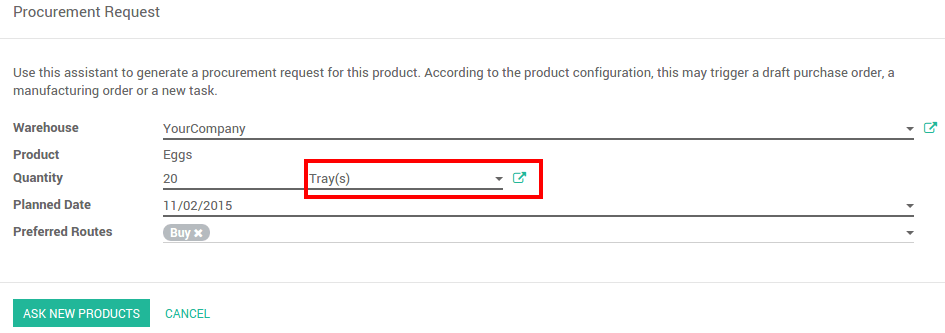 Procurement Request
Use this assistant to generate a procurement request for this product. According to the product configuration, this may trigger a draft purchase order, a
manufacturing order or a new task.
Warehouse YourCompany
Product Eggs
Quantity 20 Tray(s)
Planned Date 11/02/2015
Preferred Routes Buy ×
ASK NEW PRODUCTS CANCEL